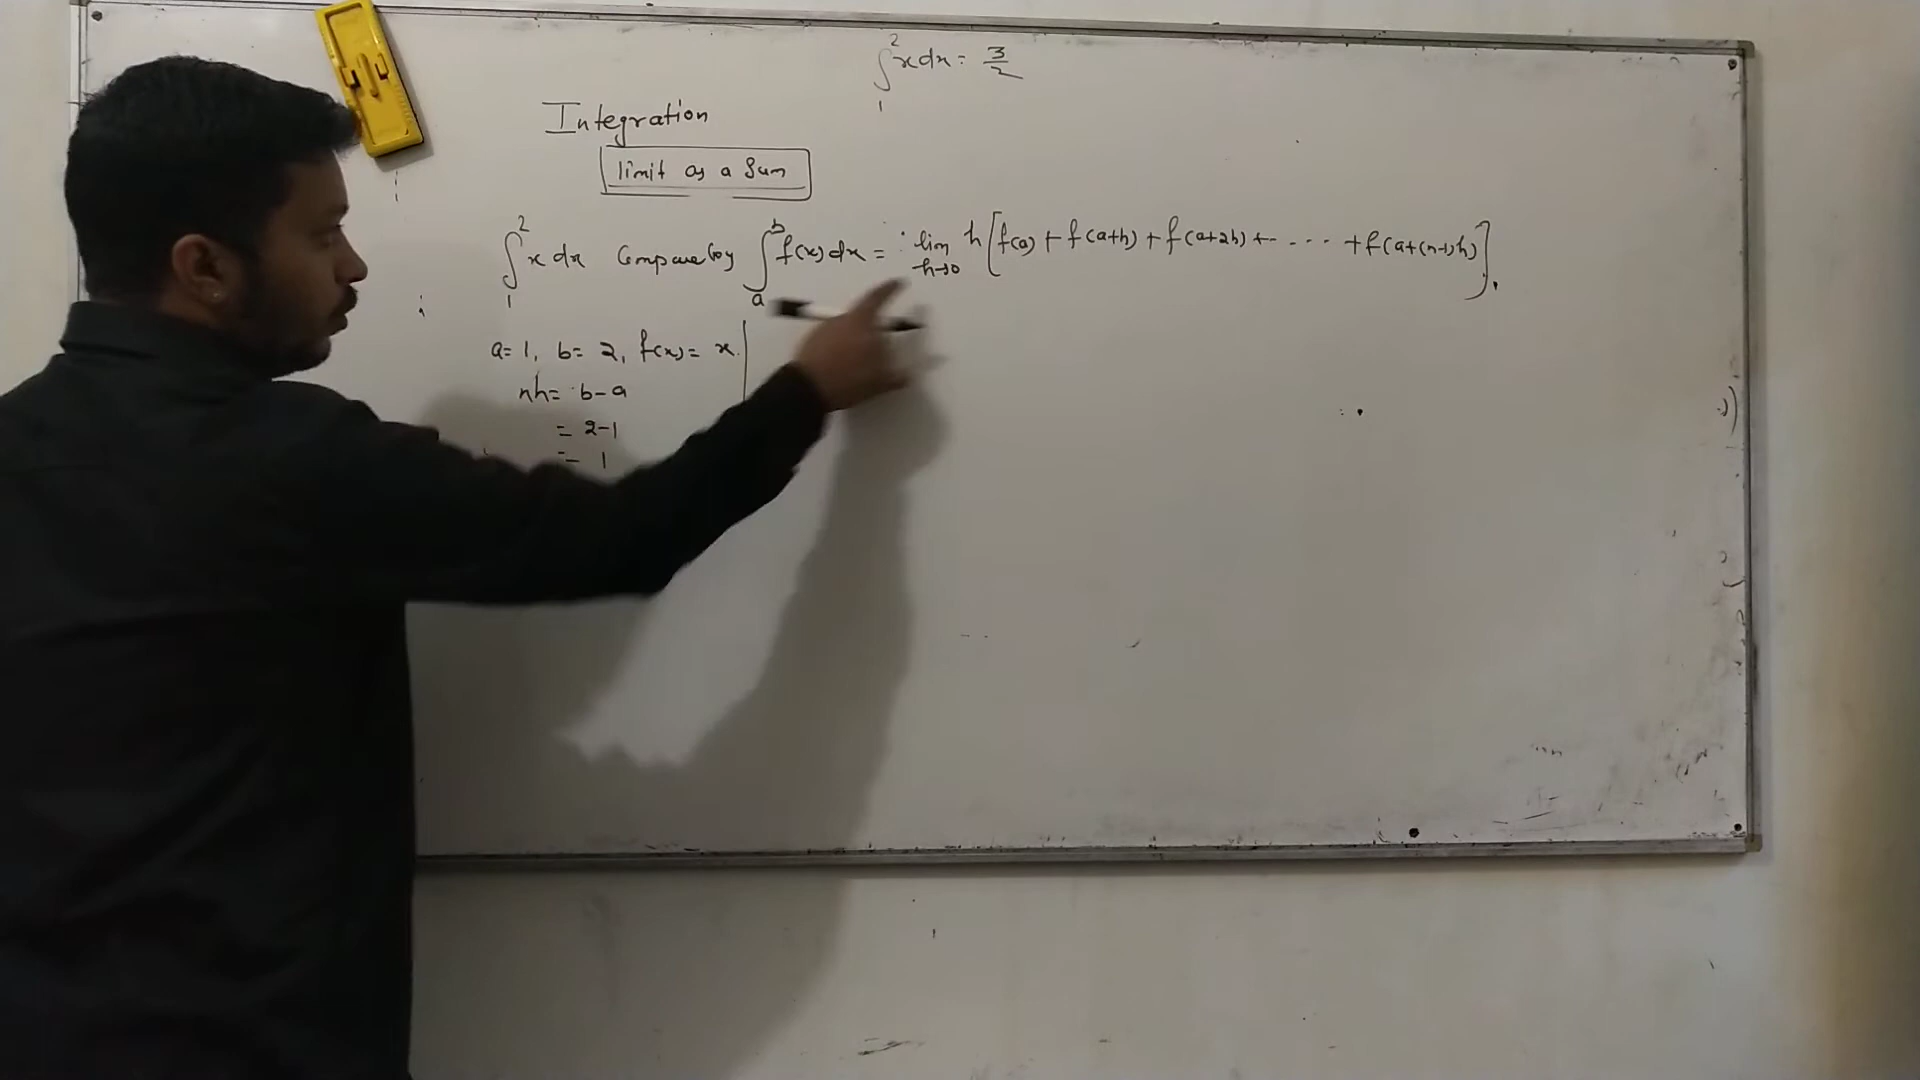 ∫₁² x dx = 3/2
Integration
limit as a Sum
∫₁² x dx Compare by ∫ₐᵇ f(x) dx = lim h→0 h [f(a) + f(a+h) + f(a+2h) + - - - - + f(a+(n-1)h)].
a= 1, b= 2, f(x)= x.
nh= b-a
= 2-1
= 1